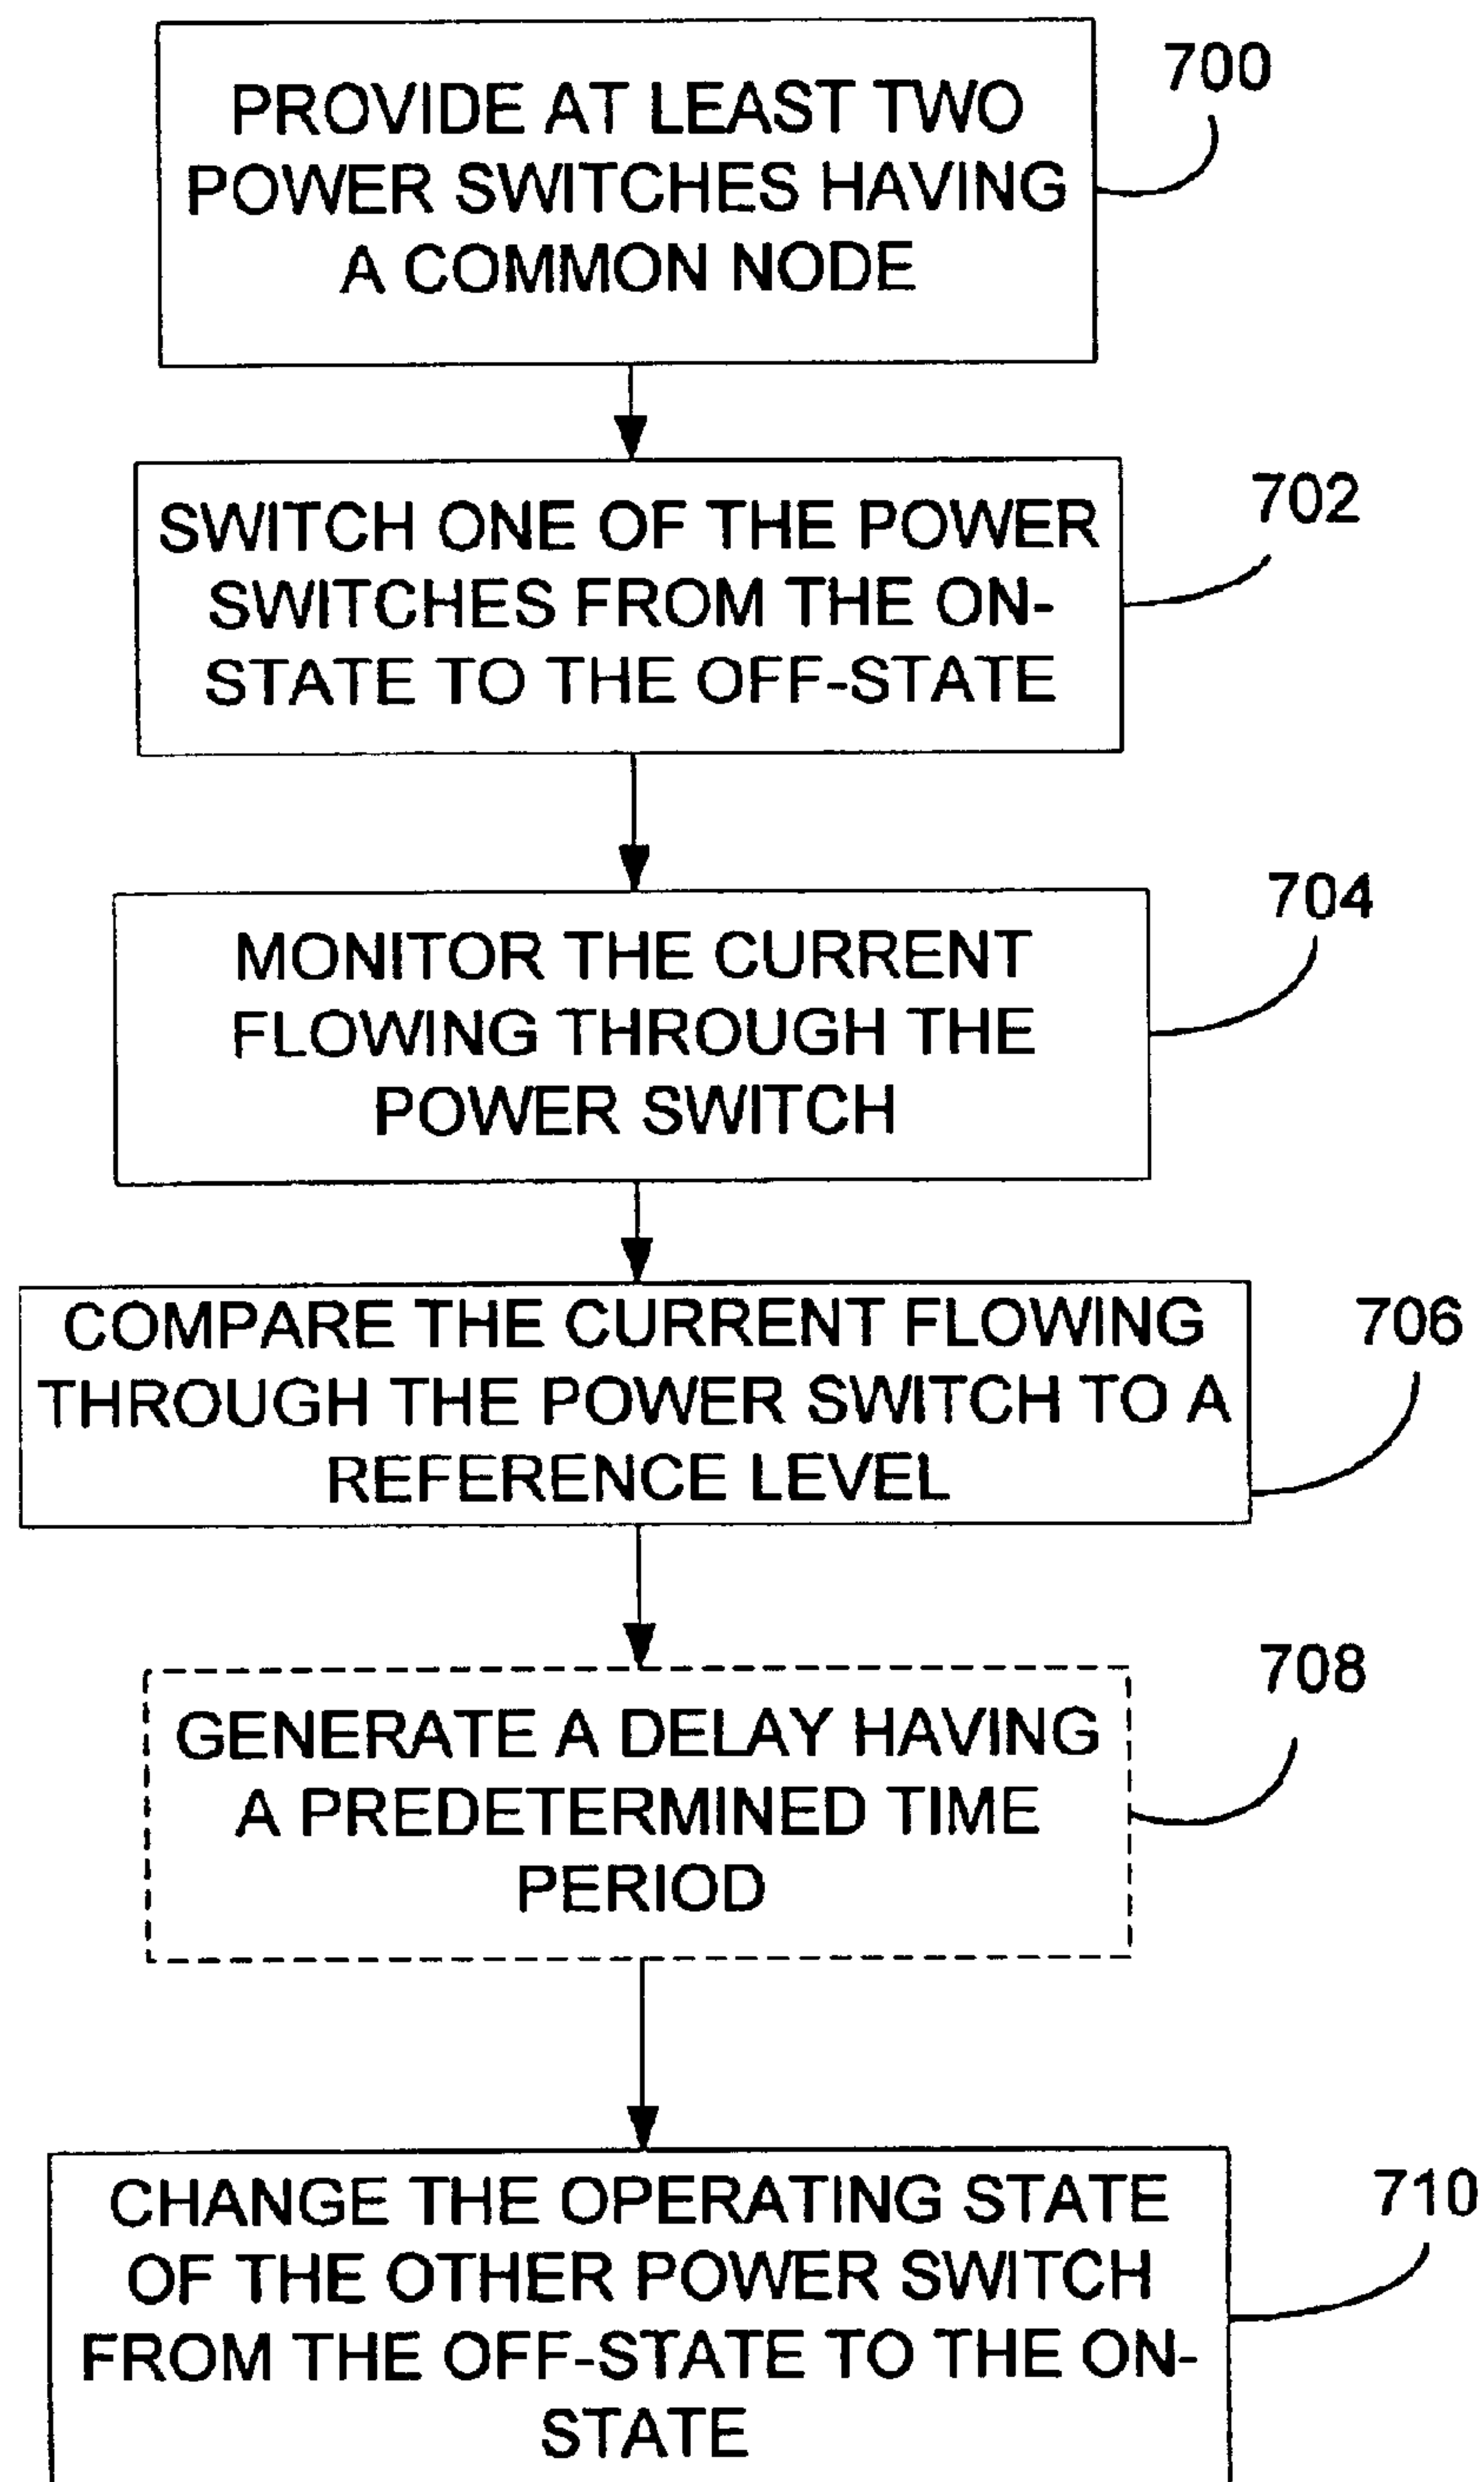 PROVIDE AT LEAST TWO
POWER SWITCHES HAVING
A COMMON NODE
700
SWITCH ONE OF THE POWER
SWITCHES FROM THE ON-
STATE TO THE OFF-STATE
702
MONITOR THE CURRENT
FLOWING THROUGH THE
POWER SWITCH
704
COMPARE THE CURRENT FLOWING
THROUGH THE POWER SWITCH TO A
REFERENCE LEVEL
706
GENERATE A DELAY HAVING
A PREDETERMINED TIME
PERIOD
708
CHANGE THE OPERATING STATE
OF THE OTHER POWER SWITCH
FROM THE OFF-STATE TO THE ON-
STATE
710